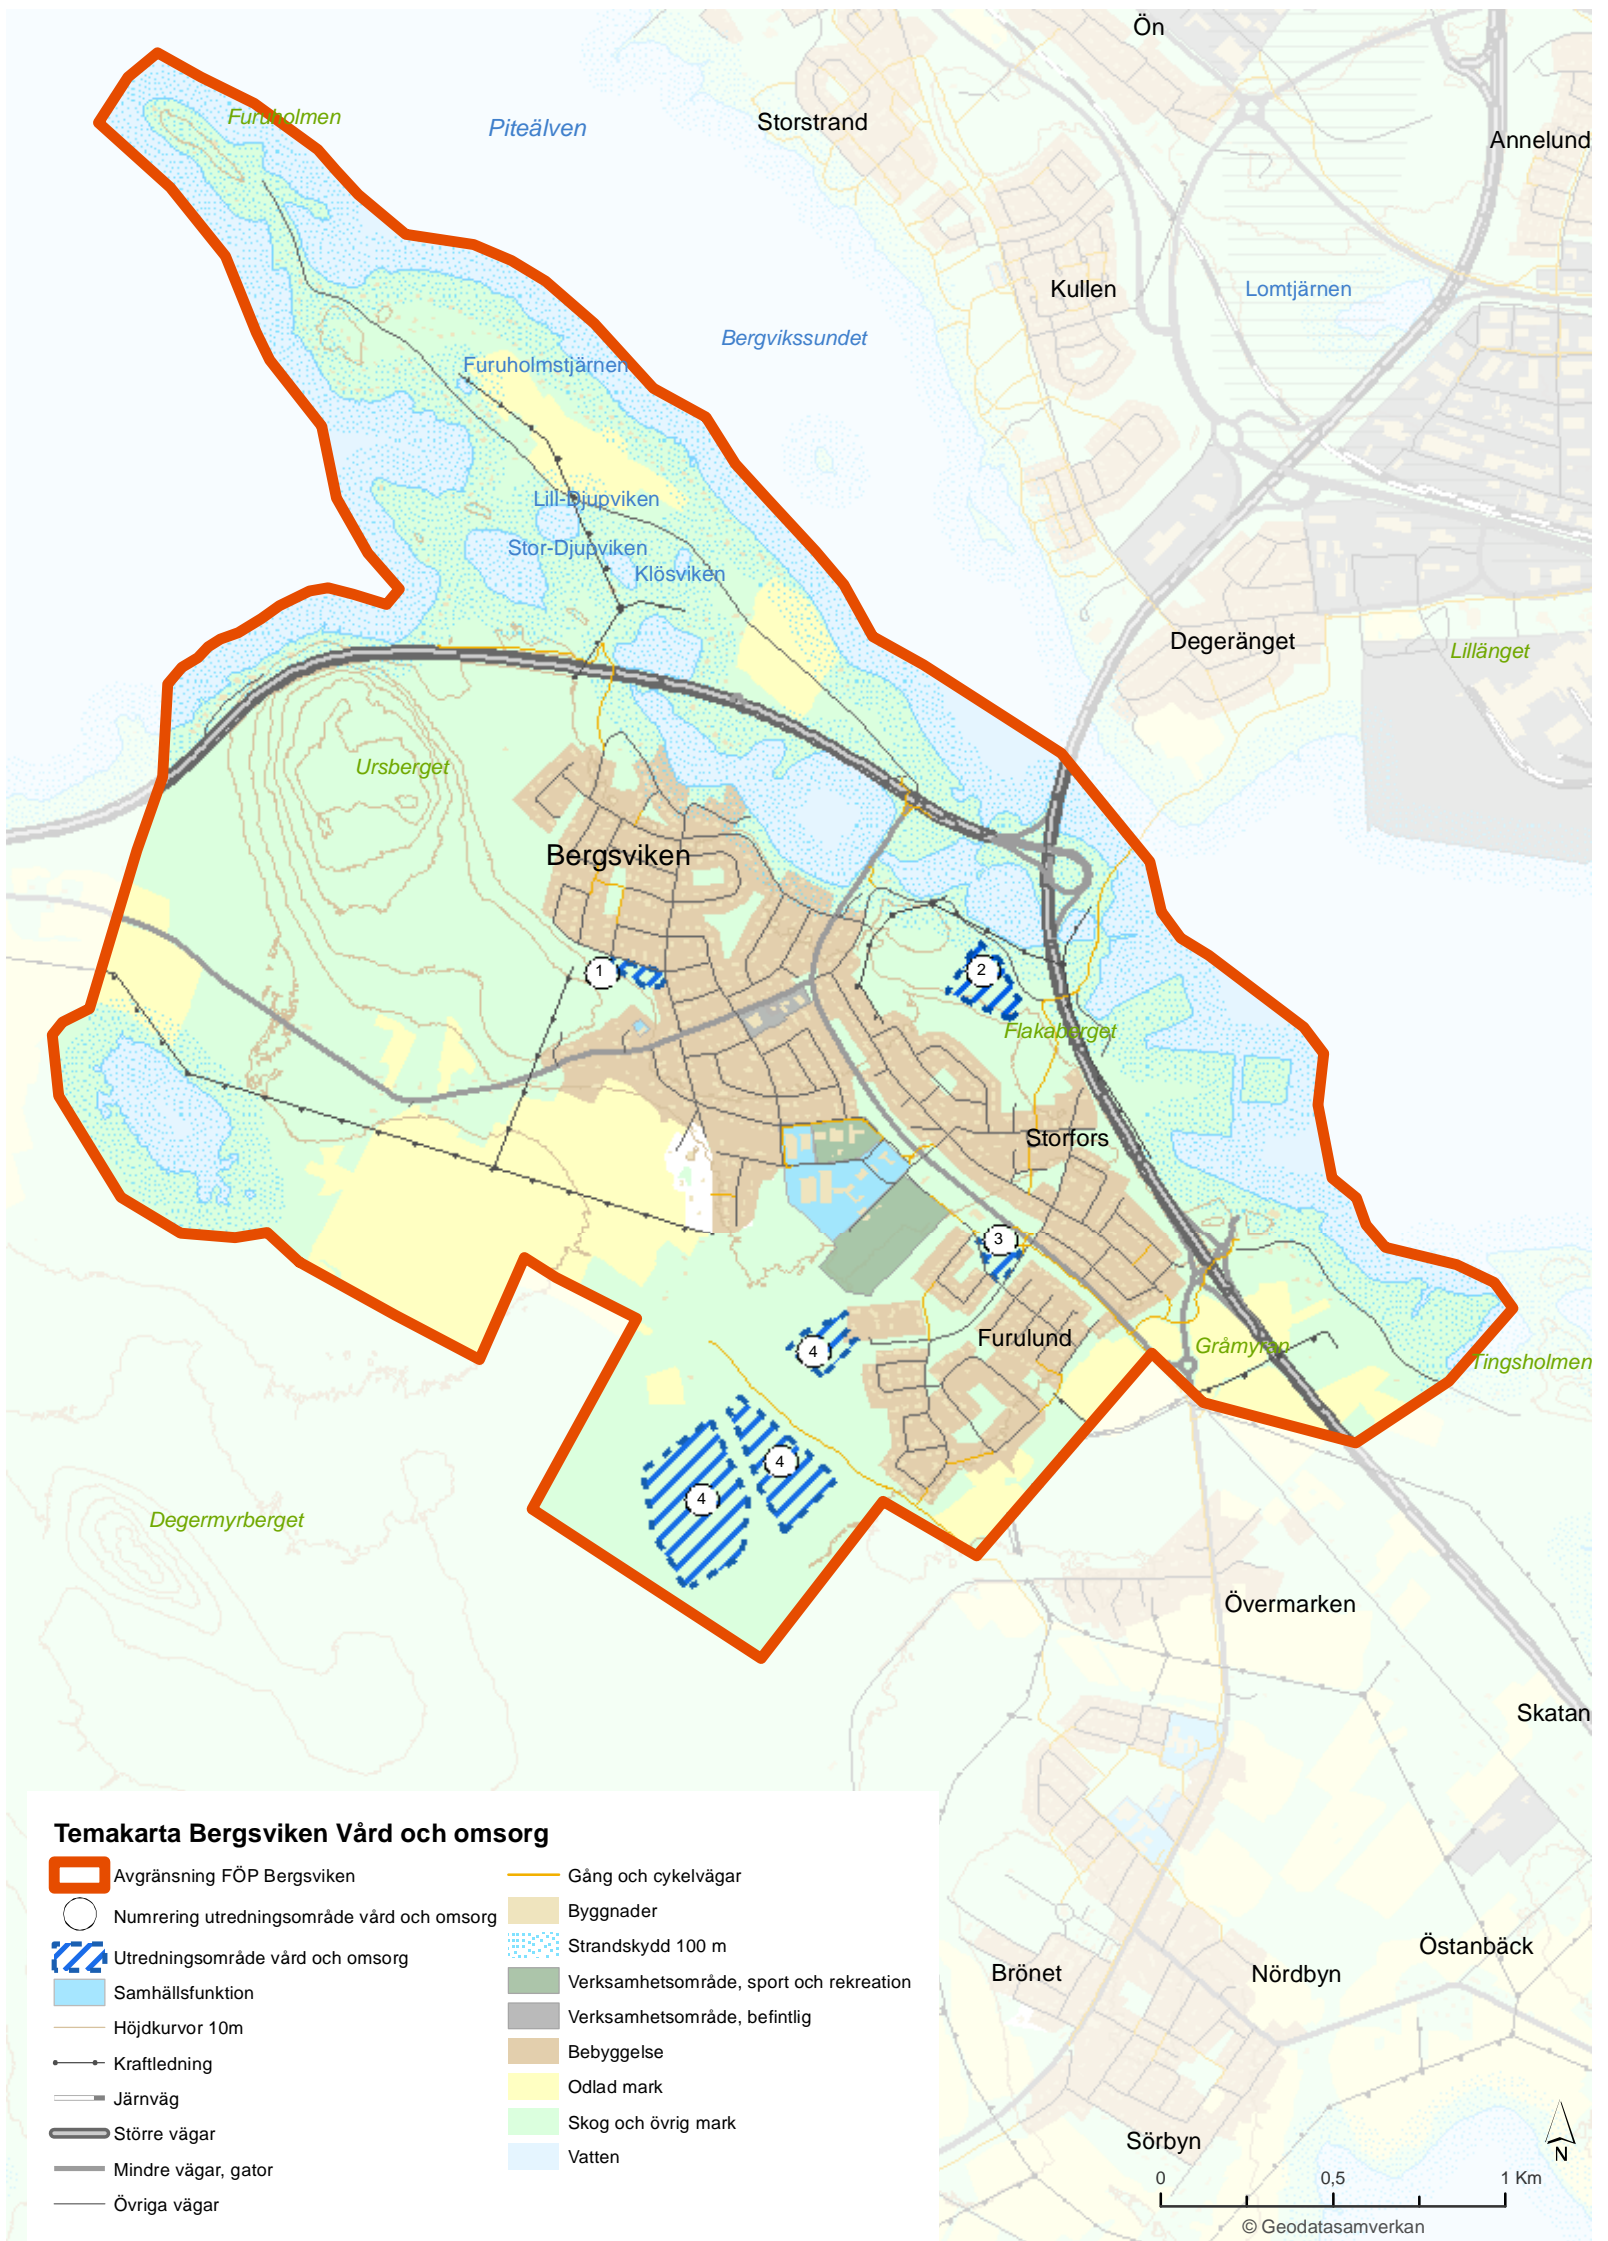 Ön
Furuholmen
Piteälven
Storstrand
Annelund
Kullen
Lomtjärnen
Bergvikssundet
Furuholmstjärnen
Lill-Djupviken
Stor-Djupviken
Klösviken
Degeränget
Lillänget
Ursberget
Bergsviken
1
2
Flakaberget
Storfors
3
Furulund
4
Gråmyran
Tingsholmen
4
4
Degermyrberget
Övermarken
Skatan
Östanbäck
Brönet
Nördbyn
Sörbyn
Temakarta Bergsviken Vård och omsorg
Avgränsning FÖP Bergsviken
Numrering utredningsområde vård och omsorg
Utredningsområde vård och omsorg
Samhällsfunktion
Höjdkurvor 10m
Kraftledning
Järnväg
Större vägar
Mindre vägar, gator
Övriga vägar
Gång och cykelvägar
Byggnader
Strandskydd 100 m
Verksamhetsområde, sport och rekreation
Verksamhetsområde, befintlig
Bebyggelse
Odlad mark
Skog och övrig mark
Vatten
N
0 0,5 1 Km
© Geodatasamverkan